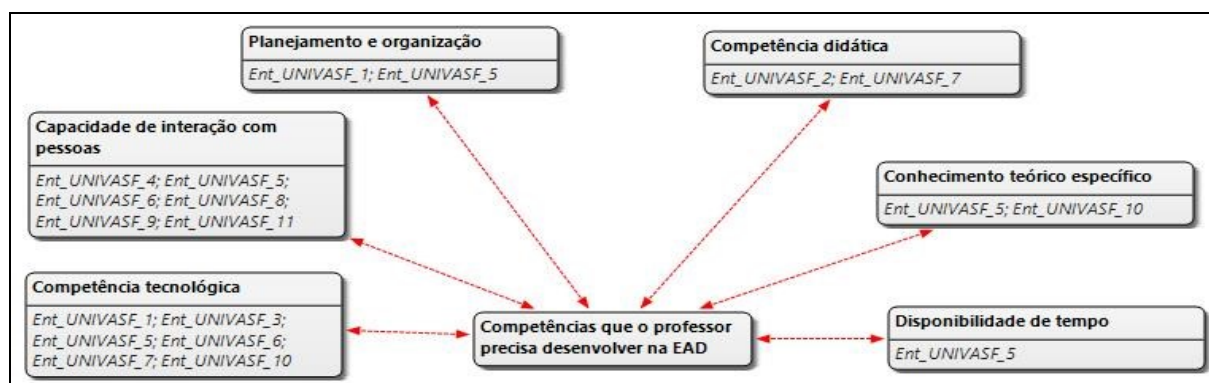 Planejamento e organização
Ent_UNIVASF_1; Ent_UNIVASF_5
Competência didática
Ent_UNIVASF_2; Ent_UNIVASF_7
Capacidade de interação com
pessoas
Ent_UNIVASF_4; Ent_UNIVASF_5;
Ent_UNIVASF_6; Ent_UNIVASF_8;
Ent_UNIVASF_9; Ent_UNIVASF_11
Conhecimento teórico específico
Ent_UNIVASF_5; Ent_UNIVASF_10
Competência tecnológica
Ent_UNIVASF_1; Ent_UNIVASF_3;
Ent_UNIVASF_5; Ent_UNIVASF_6;
Ent_UNIVASF_7; Ent_UNIVASF_10
Competências que o professor
precisa desenvolver na EAD
Disponibilidade de tempo
Ent_UNIVASF_5